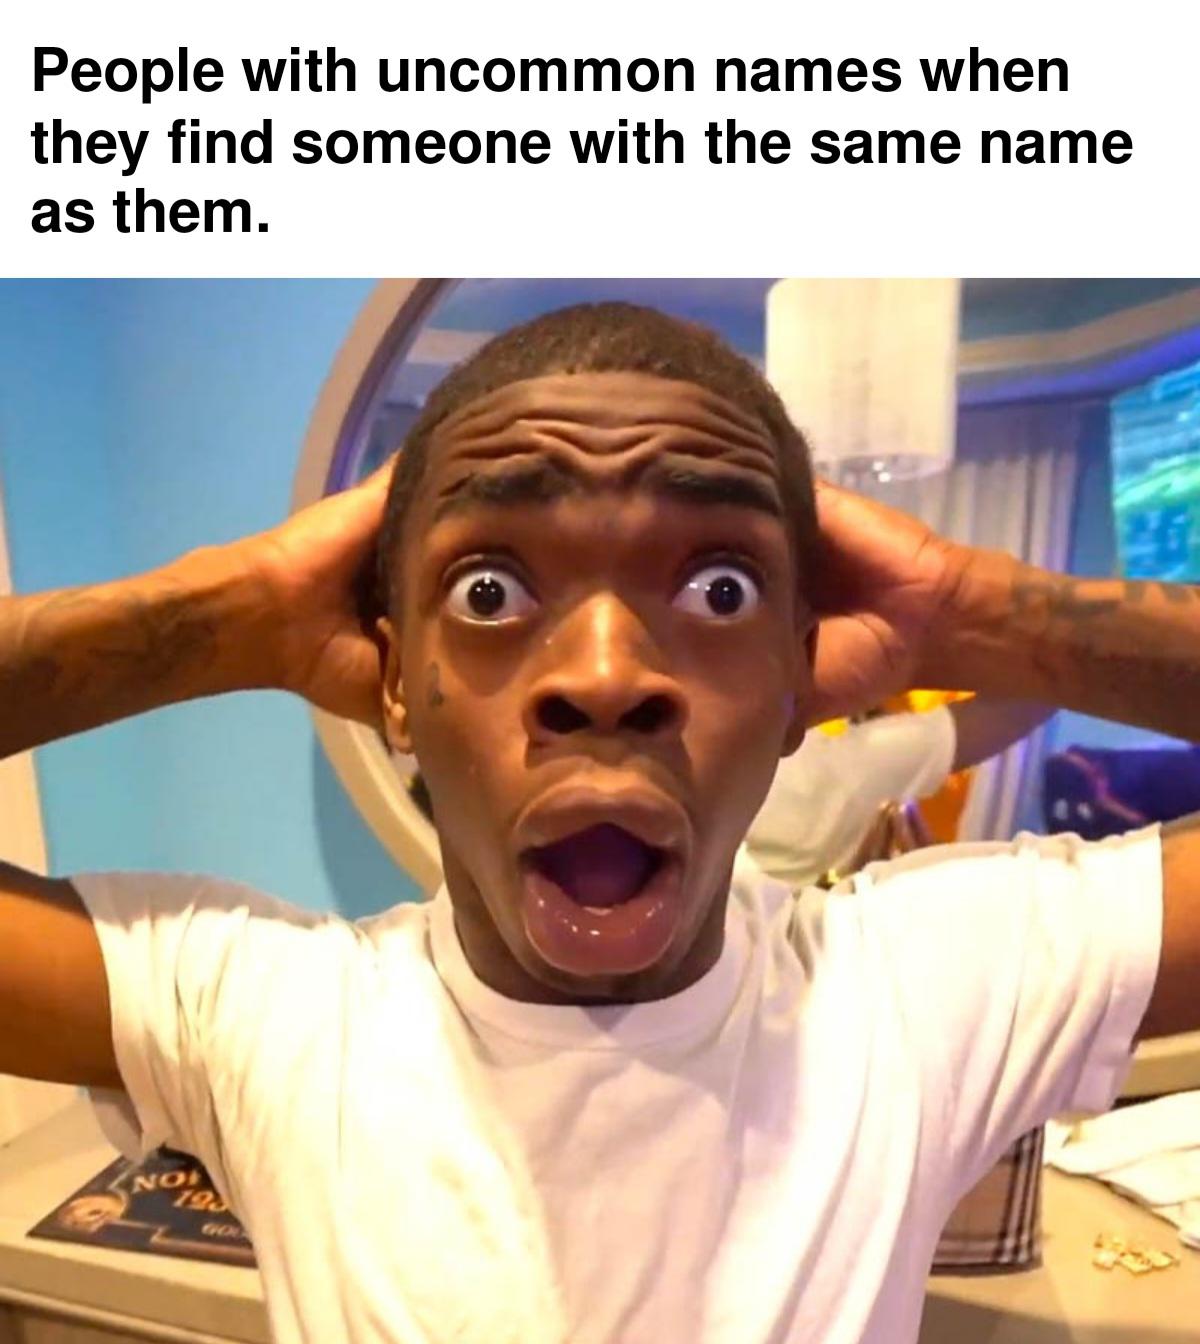 People with uncommon names when
they find someone with the same name
as them.